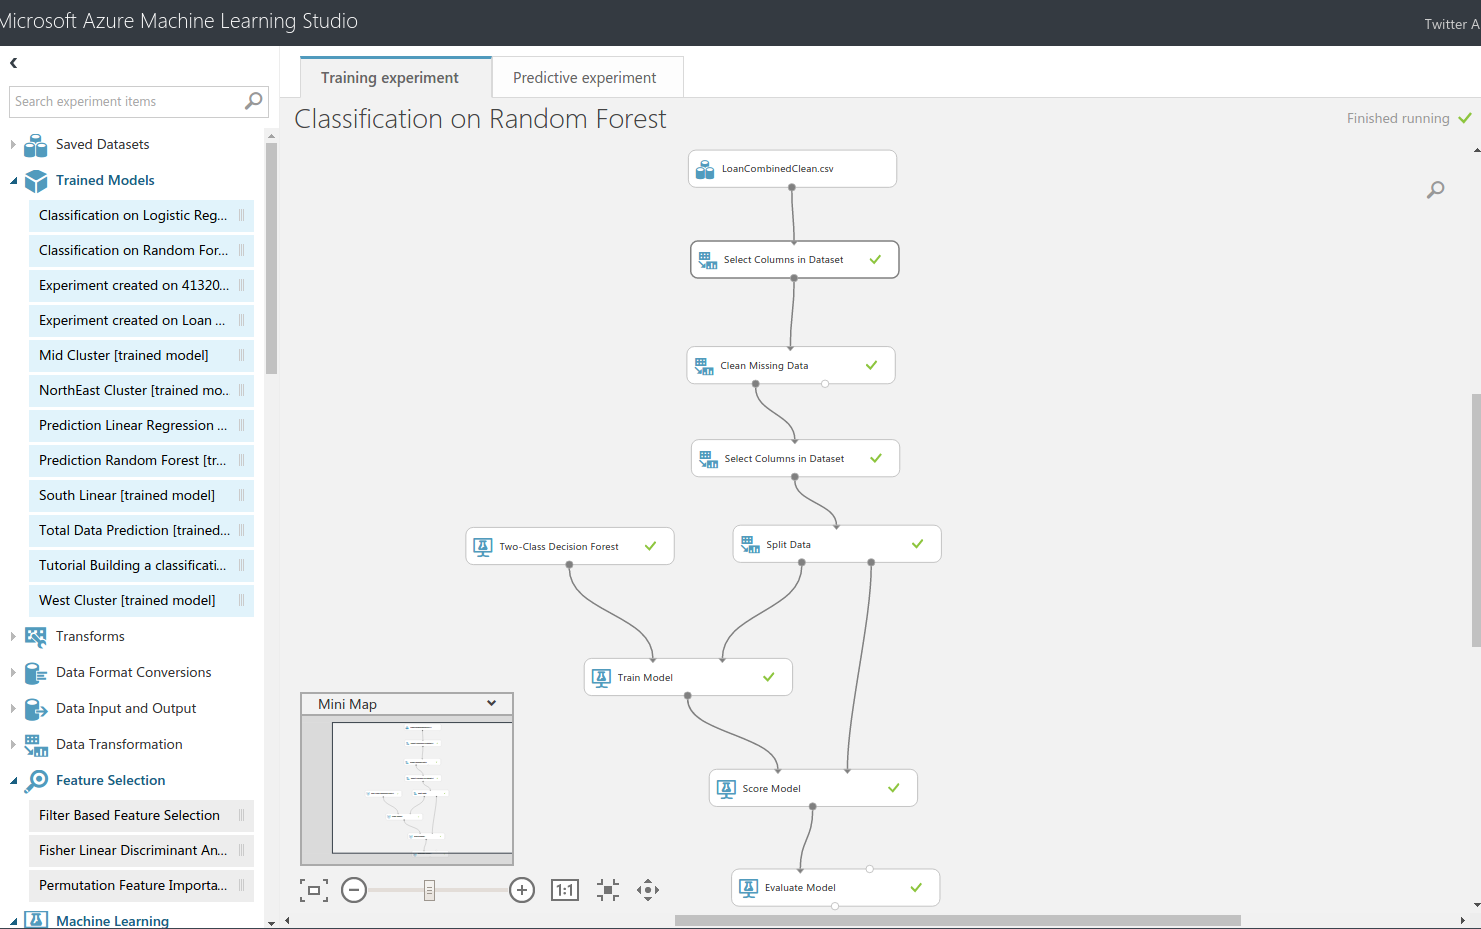 Microsoft Azure Machine Learning Studio
Twitter A
Search experiment items
Saved Datasets
Trained Models
Classification on Logistic Reg...
Classification on Random For...
Experiment created on 41320...
Experiment created on Loan ...
Mid Cluster [trained model]
NorthEast Cluster [trained mo...
Prediction Linear Regression ...
Prediction Random Forest [tr...
South Linear [trained model]
Total Data Prediction [trained...
Tutorial Building a classificati...
West Cluster [trained model]
Transforms
Data Format Conversions
Data Input and Output
Data Transformation
Feature Selection
Filter Based Feature Selection
Fisher Linear Discriminant An...
Permutation Feature Importa...
Machine Learning
Training experiment
Predictive experiment
Classification on Random Forest
Finished running
LoanCombinedClean.csv
Select Columns in Dataset
Clean Missing Data
Select Columns in Dataset
Two-Class Decision Forest
Split Data
Train Model
Score Model
Evaluate Model
Mini Map
1:1